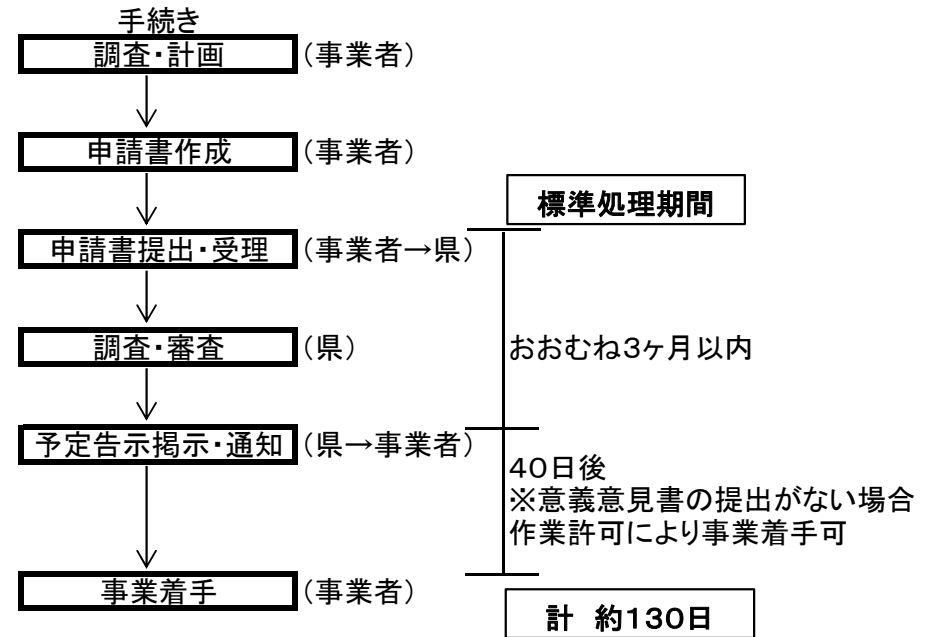 手続き
調査・計画 (事業者)
申請書作成 (事業者)
標準処理期間
申請書提出・受理 (事業者→県)
調査・審査 (県)
おおむね3ヶ月以内
予定告示掲示・通知 (県→事業者)
40日後
※意義意見書の提出がない場合
作業許可により事業着手可
事業着手 (事業者)
計 約130日